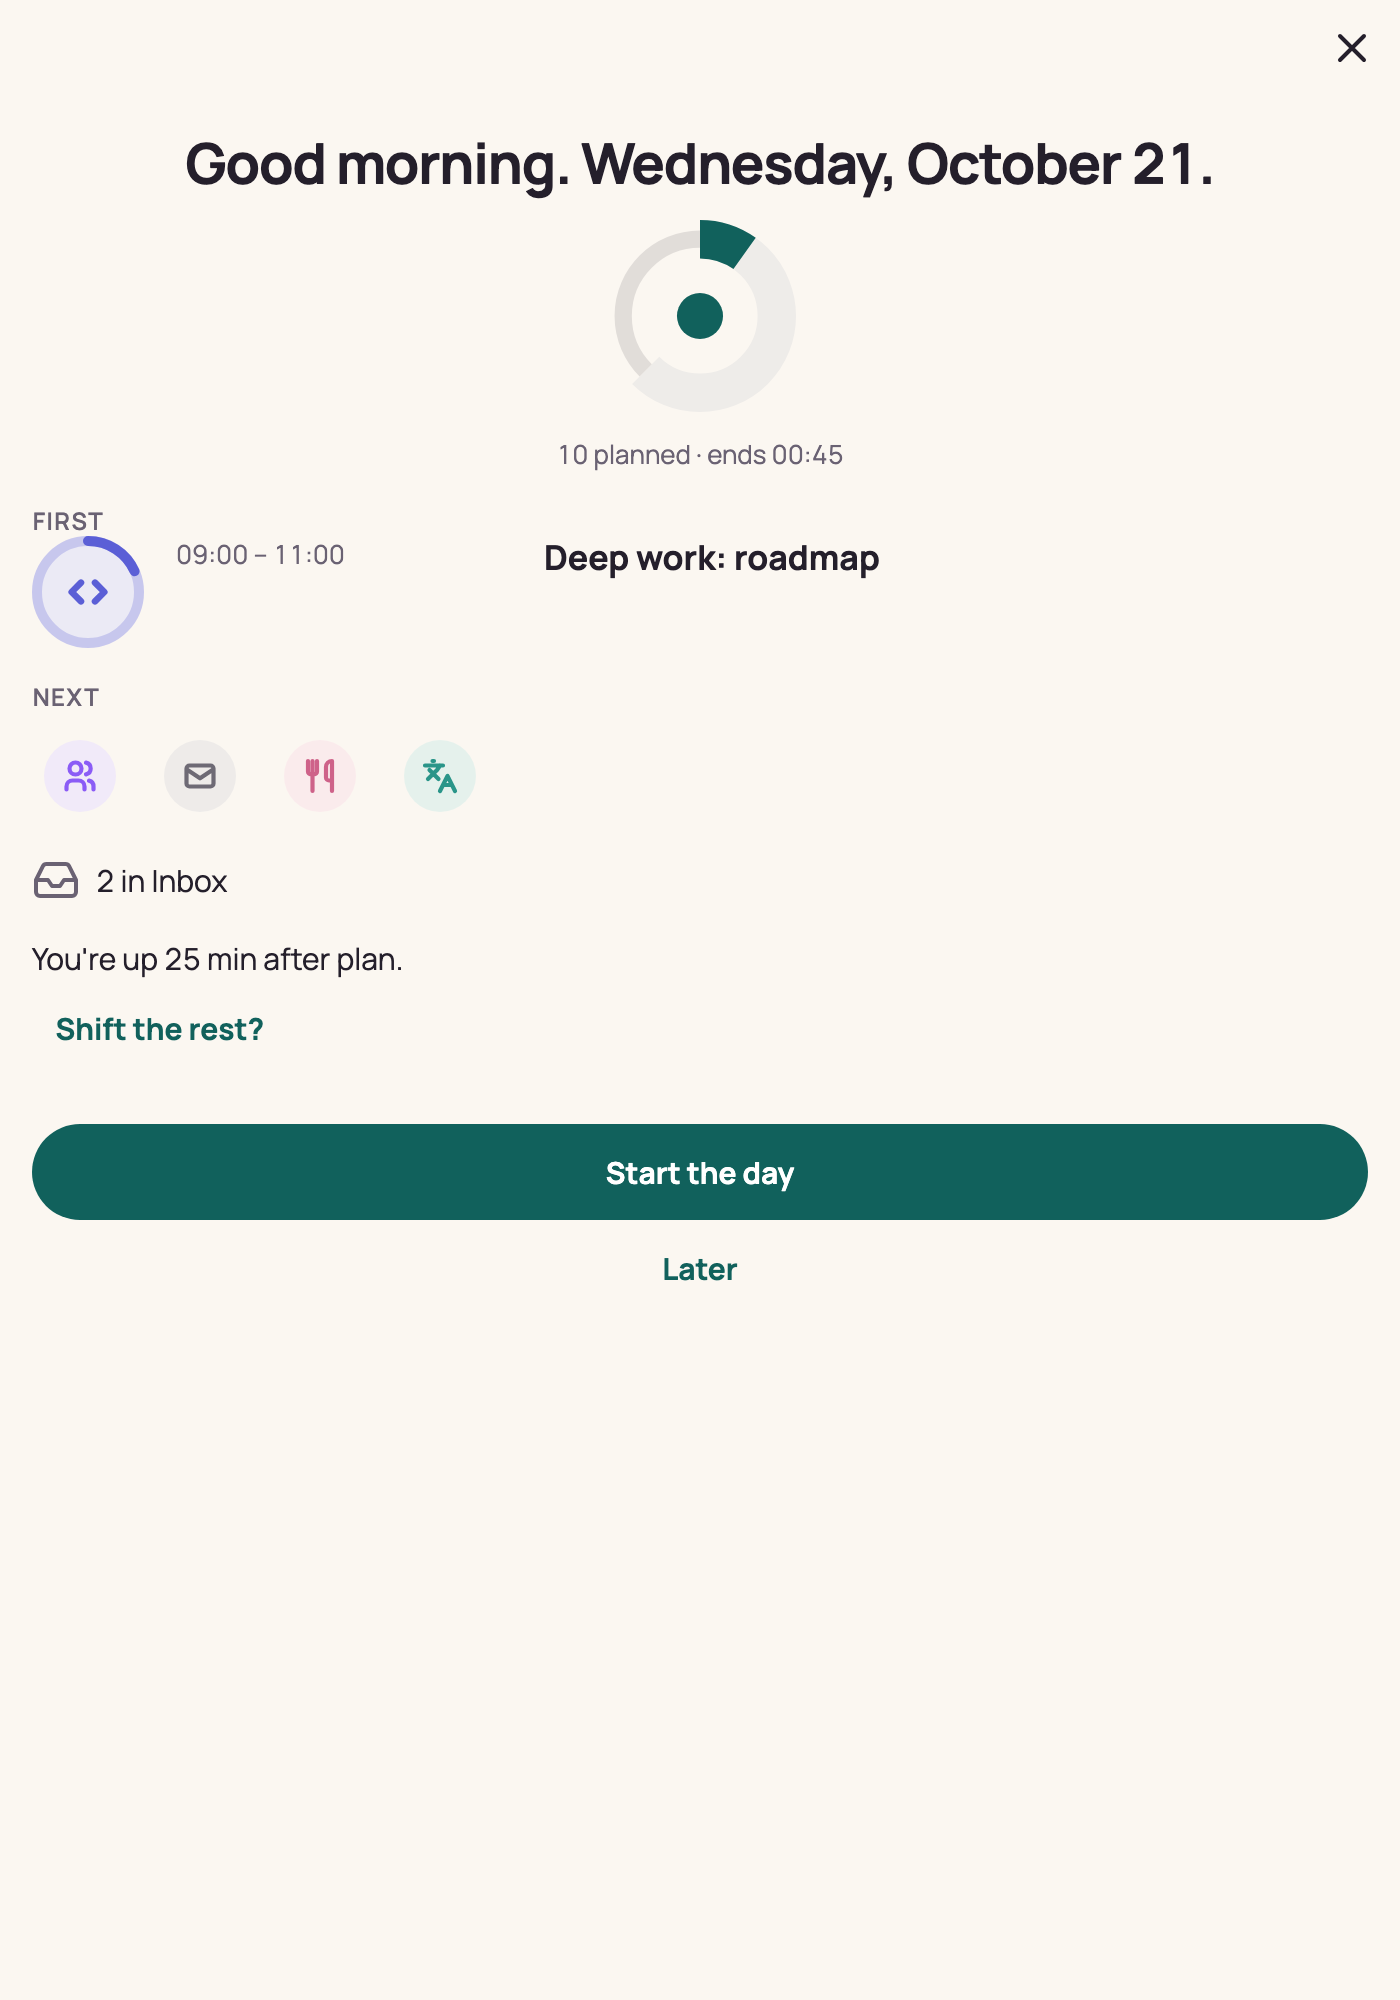 Good morning. Wednesday, October 21.
10 planned · ends 00:45
FIRST
09:00 – 11:00
Deep work: roadmap
NEXT
2 in Inbox
You're up 25 min after plan.
Shift the rest?
Start the day
Later